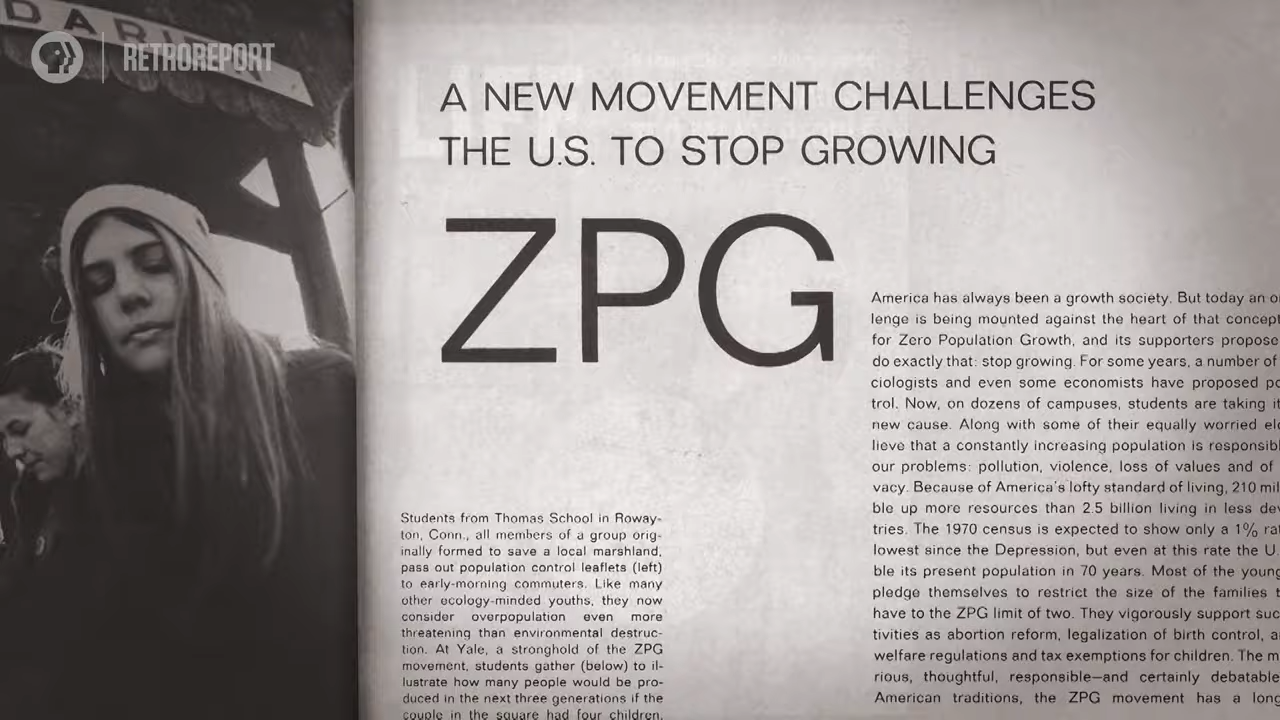 DARI
PBS | RETROREPORT
A NEW MOVEMENT CHALLENGES
THE U.S. TO STOP GROWING
ZPG
America has always been a growth society. But today an o
lenge is being mounted against the heart of that concept
for Zero Population Growth, and its supporters propose
do exactly that: stop growing. For some years, a number of
ciologists and even some economists have proposed po
trol. Now, on dozens of campuses, students are taking it
new cause. Along with some of their equally worried eld
lieve that a constantly increasing population is responsibl
our problems: pollution, violence, loss of values and of
vacy. Because of America's lofty standard of living, 210 mil
ble up more resources than 2.5 billion living in less dev
tries. The 1970 census is expected to show only a 1% rat
lowest since the Depression, but even at this rate the U
ble its present population in 70 years. Most of the young
pledge themselves to restrict the size of the families t
have to the ZPG limit of two. They vigorously support suc
tivities as abortion reform, legalization of birth control, a
welfare regulations and tax exemptions for children. The m
rious, thoughtful, responsible—and certainly debatable
American traditions, the ZPG movement has a long
Students from Thomas School in Roway-
ton, Conn., all members of a group orig-
inally formed to save a local marshland,
pass out population control leaflets (left)
to early-morning commuters. Like many
other ecology-minded youths, they now
consider overpopulation even more
threatening than environmental destruc-
tion. At Yale, a stronghold of the ZPG
movement, students gather (below) to il-
lustrate how many people would be pro-
duced in the next three generations if the
couple in the square had four children.